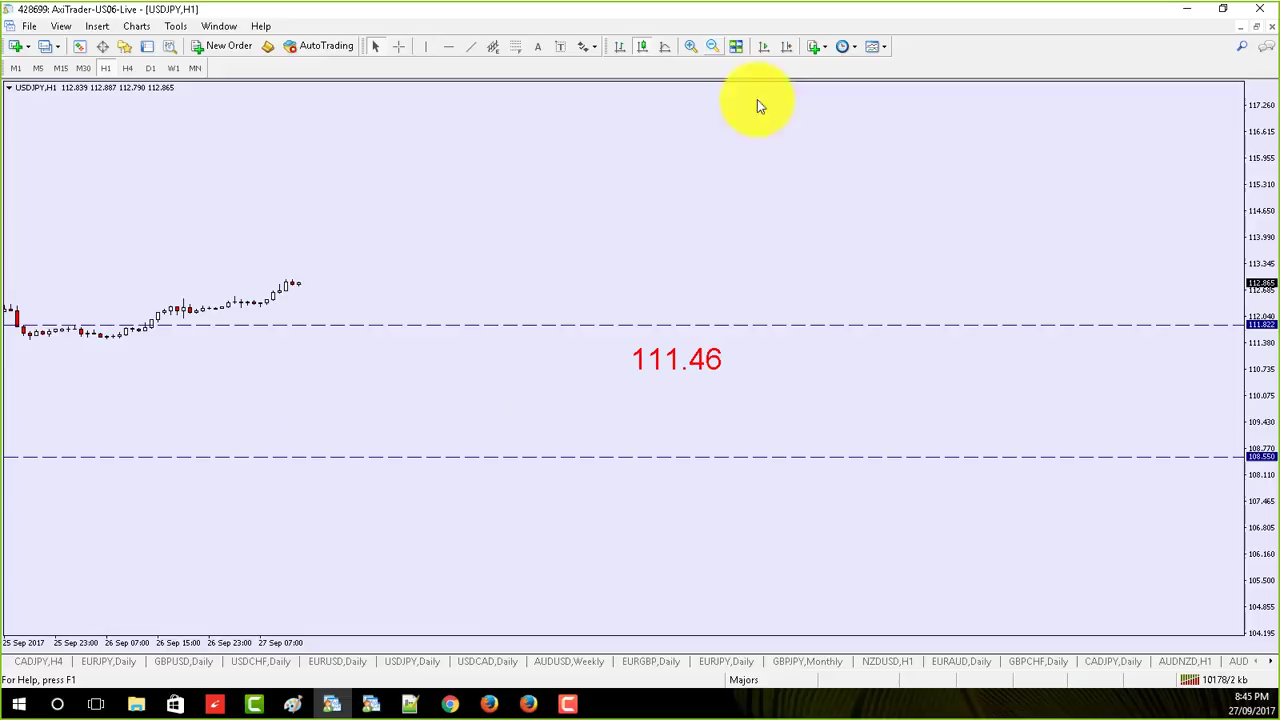 428699: AxiTrader-US06-Live - [USDJPY,H1]
File View Insert Charts Tools Window Help
New Order AutoTrading A T
M1 M5 M15 M30 H1 H4 D1 W1 MN
USDJPY,H1 112.839 112.887 112.790 112.865
117.260
116.615
115.955
115.310
114.650
113.990
113.345
112.865
112.685
112.040
111.822
111.380
111.46
110.735
110.075
109.430
108.770
108.550
108.110
107.465
106.805
106.160
105.500
104.855
104.195
25 Sep 2017 25 Sep 23:00 26 Sep 07:00 26 Sep 15:00 26 Sep 23:00 27 Sep 07:00
CADJPY,H4 EURJPY,Daily GBPUSD,Daily USDCHF,Daily EURUSD,Daily USDJPY,Daily USDCAD,Daily AUDUSD,Weekly EURGBP,Daily EURJPY,Daily GBPJPY,Monthly NZDUSD,H1 EURAUD,Daily GBPCHF,Daily CADJPY,Daily AUDNZD,H1 AUD
For Help, press F1 Majors 10178/2 kb
8:45 PM
27/09/2017